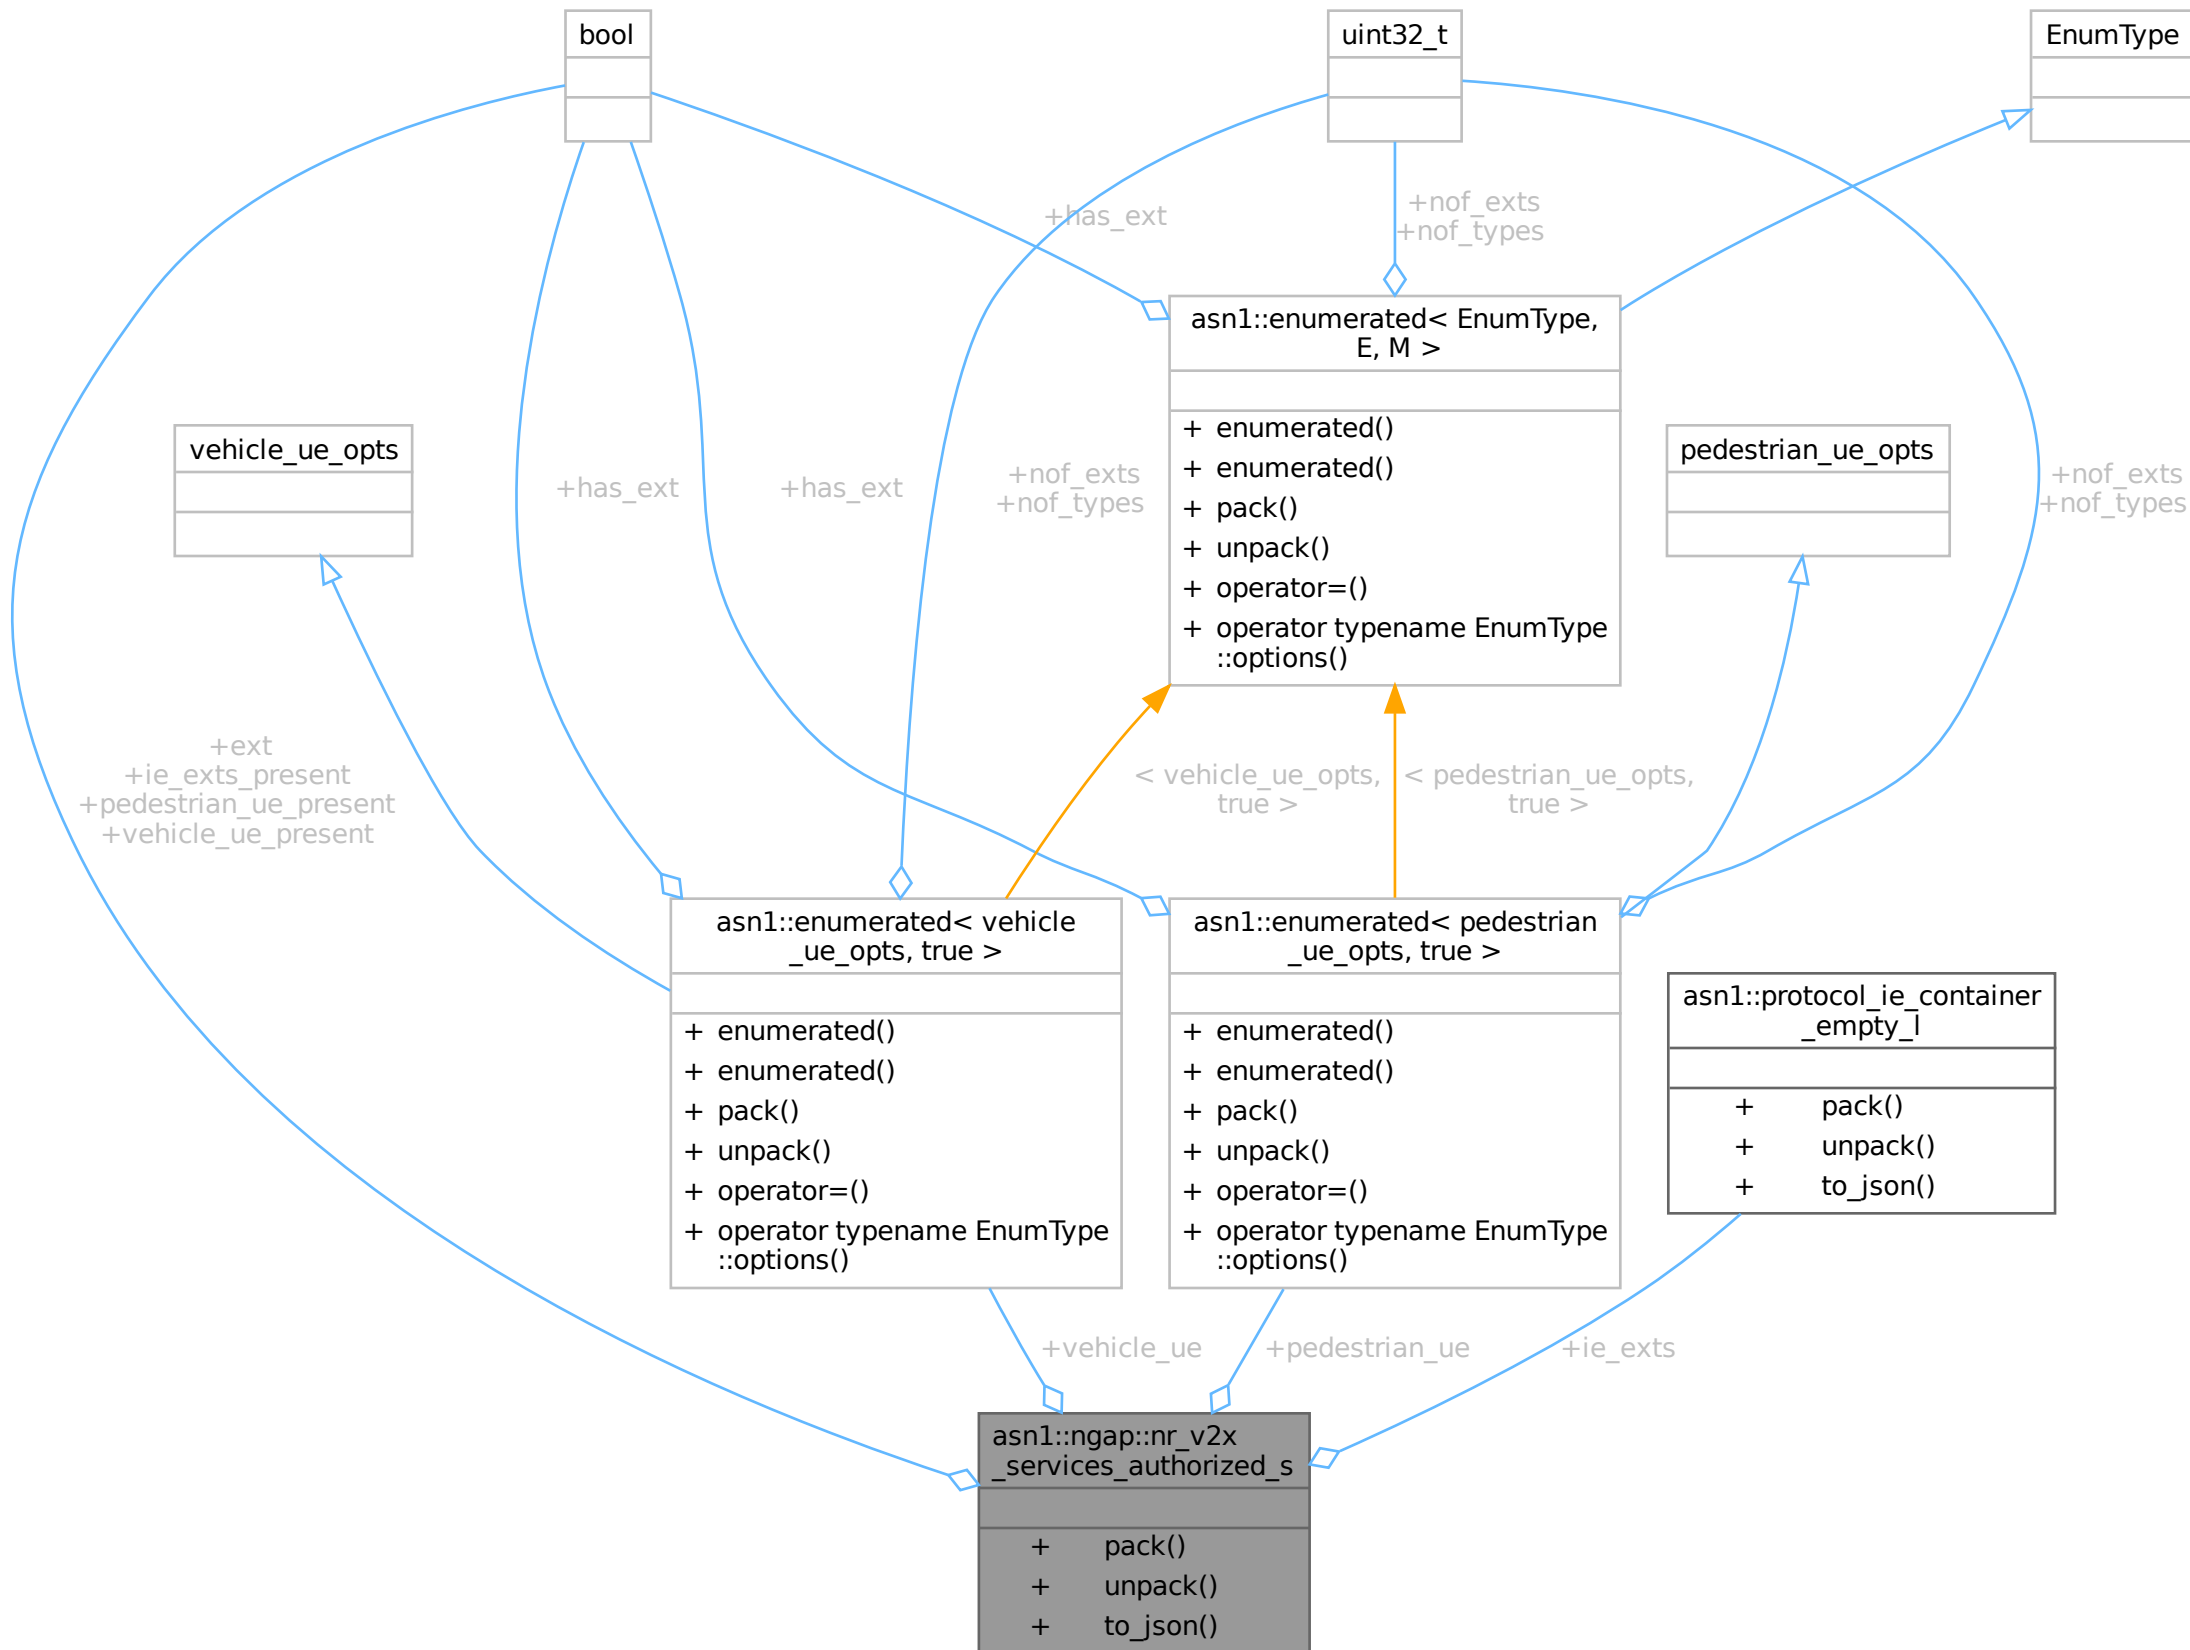 bool
uint32_t
EnumType
+has_ext
+nof_exts
+nof_types
asn1::enumerated< EnumType,
E, M >
+ enumerated()
+ enumerated()
+ pack()
+ unpack()
+ operator=()
+ operator typename EnumType
::options()
vehicle_ue_opts
pedestrian_ue_opts
+has_ext
+has_ext
+nof_exts
+nof_types
+nof_exts
+nof_types
+ext
+ie_exts_present
+pedestrian_ue_present
+vehicle_ue_present
< vehicle_ue_opts,
true >
< pedestrian_ue_opts,
true >
asn1::enumerated< vehicle
_ue_opts, true >
+ enumerated()
+ enumerated()
+ pack()
+ unpack()
+ operator=()
+ operator typename EnumType
::options()
asn1::enumerated< pedestrian
_ue_opts, true >
+ enumerated()
+ enumerated()
+ pack()
+ unpack()
+ operator=()
+ operator typename EnumType
::options()
asn1::protocol_ie_container
_empty_l
+ pack()
+ unpack()
+ to_json()
+vehicle_ue
+pedestrian_ue
+ie_exts
asn1::ngap::nr_v2x
_services_authorized_s
+ pack()
+ unpack()
+ to_json()